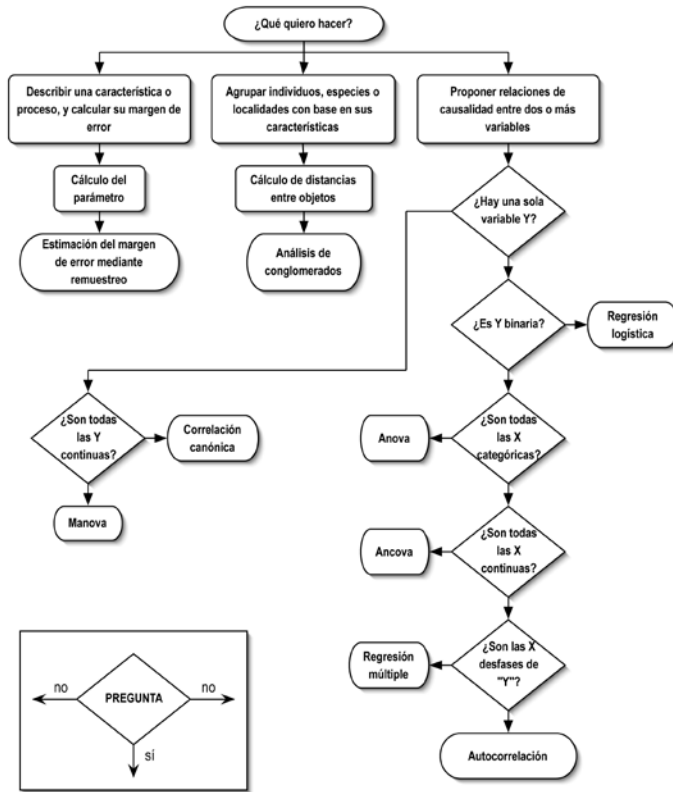 ¿Qué quiero hacer?
Describir una característica o
proceso, y calcular su margen de
error
Agrupar individuos, especies o
localidades con base en sus
características
Proponer relaciones de
causalidad entre dos o más
variables
Cálculo del
parámetro
Cálculo de distancias
entre objetos
¿Hay una sola
variable Y?
Estimación del margen
de error mediante
remuestreo
Análisis de
conglomerados
¿Es Y binaria?
Regresión
logística
¿Son todas
las Y
continuas?
Correlación
canónica
Anova
¿Son todas
las X
categóricas?
Manova
Ancova
¿Son todas
las X
continuas?
Regresión
múltiple
¿Son las X
desfases de
"Y"?
Autocorrelación
no
PREGUNTA
no
sí